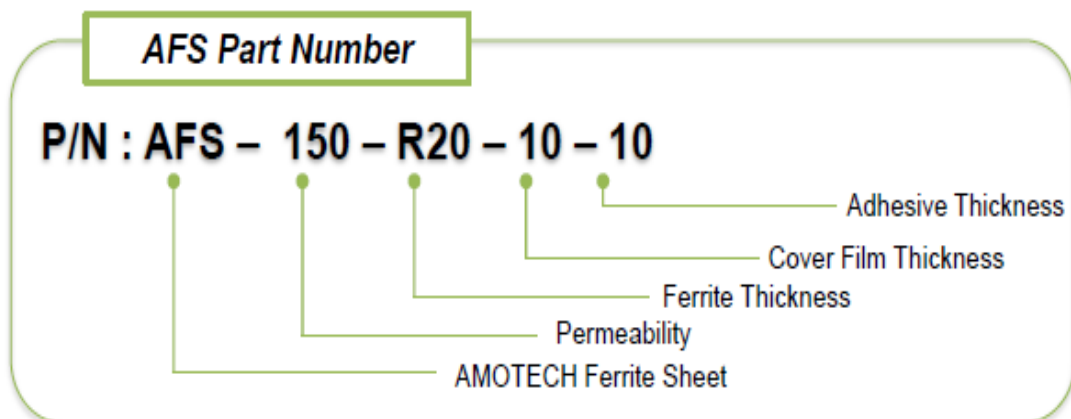 AFS Part Number
P/N : AFS – 150 – R20 – 10 – 10
Adhesive Thickness
Cover Film Thickness
Ferrite Thickness
Permeability
AMOTECH Ferrite Sheet